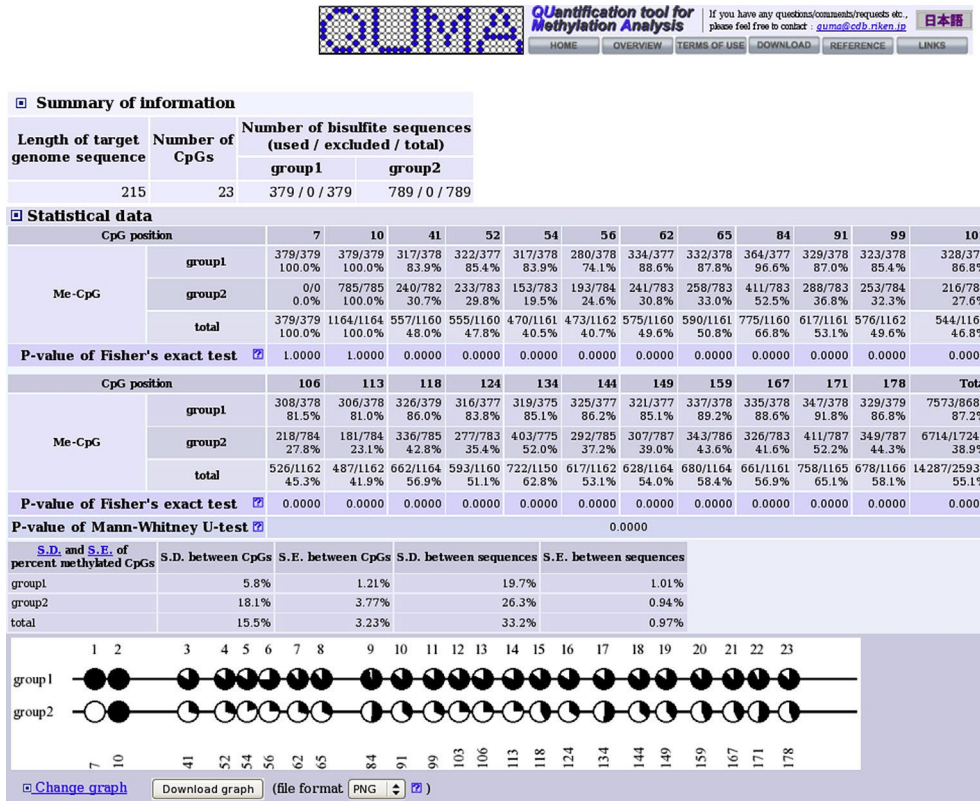 QUMA
QUantification tool for
Methylation Analysis
If you have any questions/comments/requests etc.,
please feel free to contact : quma@cdb.riken.jp
日本語
HOME OVERVIEW TERMS OF USE DOWNLOAD REFERENCE LINKS
Summary of information
Length of target genome sequence Number of CpGs Number of bisulfite sequences (used / excluded / total)
group1 group2
215 23 379 / 0 / 379 789 / 0 / 789
Statistical data
CpG position 7 10 41 52 54 56 62 65 84 91 99 10
Me-CpG
group1 379/379 379/379 317/378 322/377 317/378 280/378 334/377 332/378 364/377 329/378 323/378 328/37
100.0% 100.0% 83.9% 85.4% 83.9% 74.1% 88.6% 87.8% 96.6% 87.0% 85.4% 86.8
group2 0/0 785/785 240/782 233/783 153/783 193/784 241/783 258/783 411/783 288/783 253/784 216/78
0.0% 100.0% 30.7% 29.8% 19.5% 24.6% 30.8% 33.0% 52.5% 36.8% 32.3% 27.6
total 379/379 1164/1164 557/1160 555/1160 470/1161 473/1162 575/1160 590/1161 775/1160 617/1161 576/1162 544/116
100.0% 100.0% 48.0% 47.8% 40.5% 40.7% 49.6% 50.8% 66.8% 53.1% 49.6% 46.8
P-value of Fisher's exact test ? 1.0000 1.0000 0.0000 0.0000 0.0000 0.0000 0.0000 0.0000 0.0000 0.0000 0.0000 0.000
CpG position 106 113 118 124 134 144 149 159 167 171 178 Tota
Me-CpG
group1 308/378 306/378 326/379 316/377 319/375 325/377 321/377 337/378 335/378 347/378 329/379 7573/868
81.5% 81.0% 86.0% 83.8% 85.1% 86.2% 85.1% 89.2% 88.6% 91.8% 86.8% 87.2
group2 218/784 181/784 336/785 277/783 403/775 292/785 307/787 343/786 326/783 411/787 349/787 6714/1724
27.8% 23.1% 42.8% 35.4% 52.0% 37.2% 39.0% 43.6% 41.6% 52.2% 44.3% 38.9
total 526/1162 487/1162 662/1164 593/1160 722/1150 617/1162 628/1164 680/1164 661/1161 758/1165 678/1166 14287/2593
45.3% 41.9% 56.9% 51.1% 62.8% 53.1% 54.0% 58.4% 56.9% 65.1% 58.1% 55.1
P-value of Fisher's exact test ? 0.0000 0.0000 0.0000 0.0000 0.0000 0.0000 0.0000 0.0000 0.0000 0.0000 0.0000 0.000
P-value of Mann-Whitney U-test ? 0.0000
S.D. and S.E. of percent methylated CpGs S.D. between CpGs S.E. between CpGs S.D. between sequences S.E. between sequences
group1 5.8% 1.21% 19.7% 1.01%
group2 18.1% 3.77% 26.3% 0.94%
total 15.5% 3.23% 33.2% 0.97%
1 2 3 4 5 6 7 8 9 10 11 12 13 14 15 16 17 18 19 20 21 22 23
group1
group2
7 10 41 52 54 56 62 65 84 91 99 103 106 113 118 124 134 144 149 159 167 171 178
Change graph Download graph (file format PNG ? )